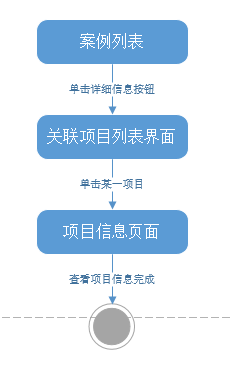 案例列表
单击详细信息按钮
关联项目列表界面
单击某一项目
项目信息页面
查看项目信息完成